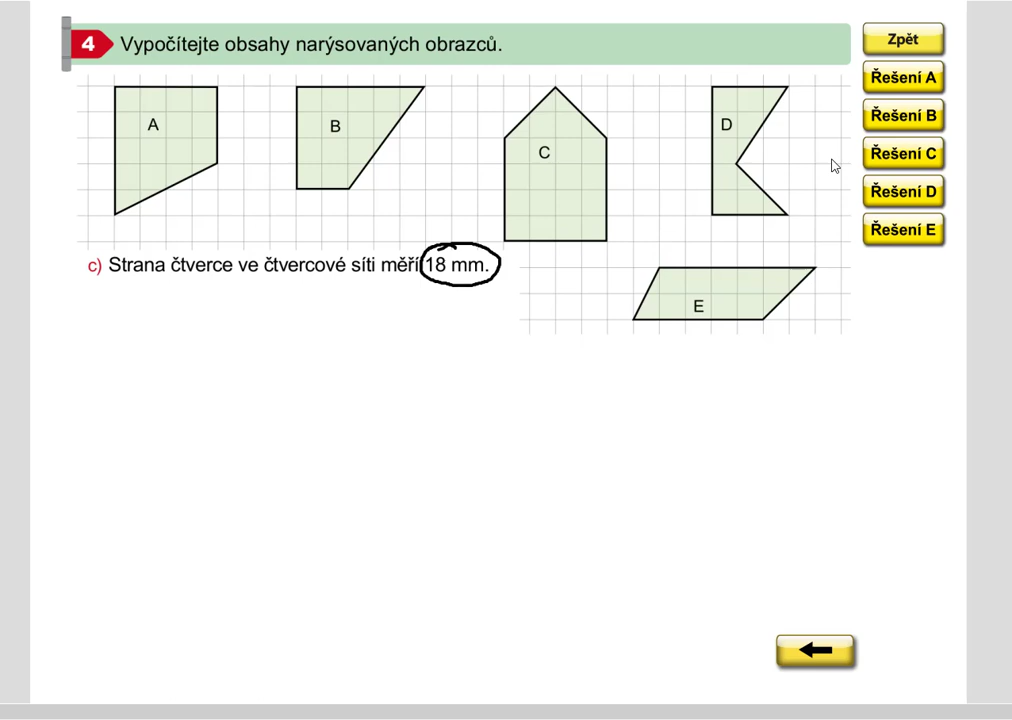 4 Vypočítejte obsahy narýsovaných obrazců.
Zpět
Řešení A
Řešení B
Řešení C
Řešení D
Řešení E
A
B
C
D
c) Strana čtverce ve čtvercové síti měří 18 mm.
E